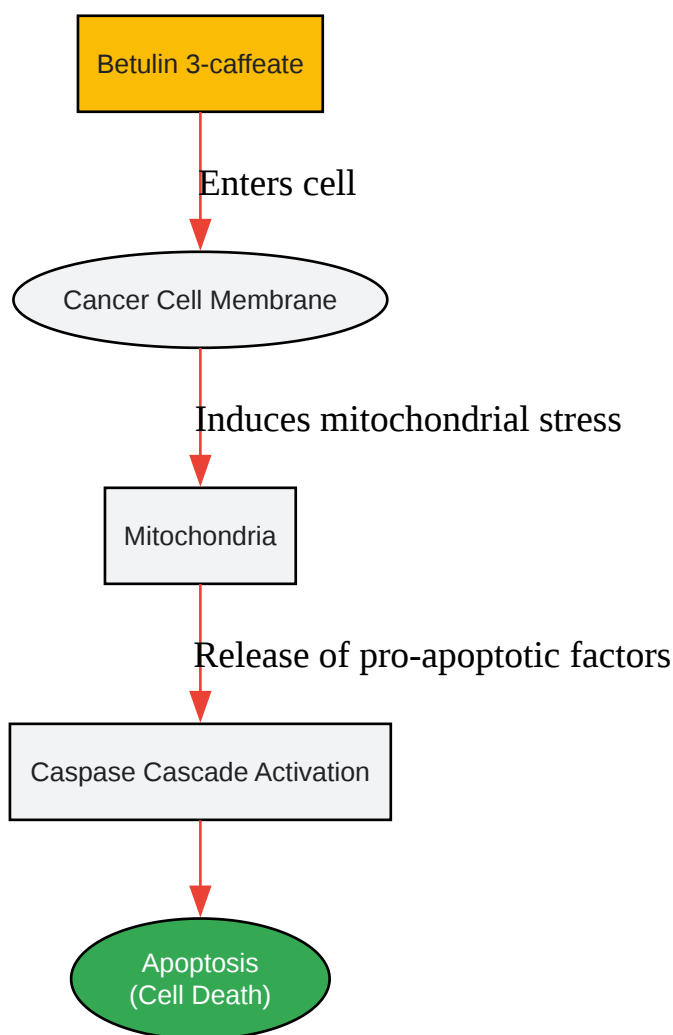 Betulin 3-caffeate
Enters cell
Cancer Cell Membrane
Induces mitochondrial stress
Mitochondria
Release of pro-apoptotic factors
Caspase Cascade Activation
Apoptosis
(Cell Death)